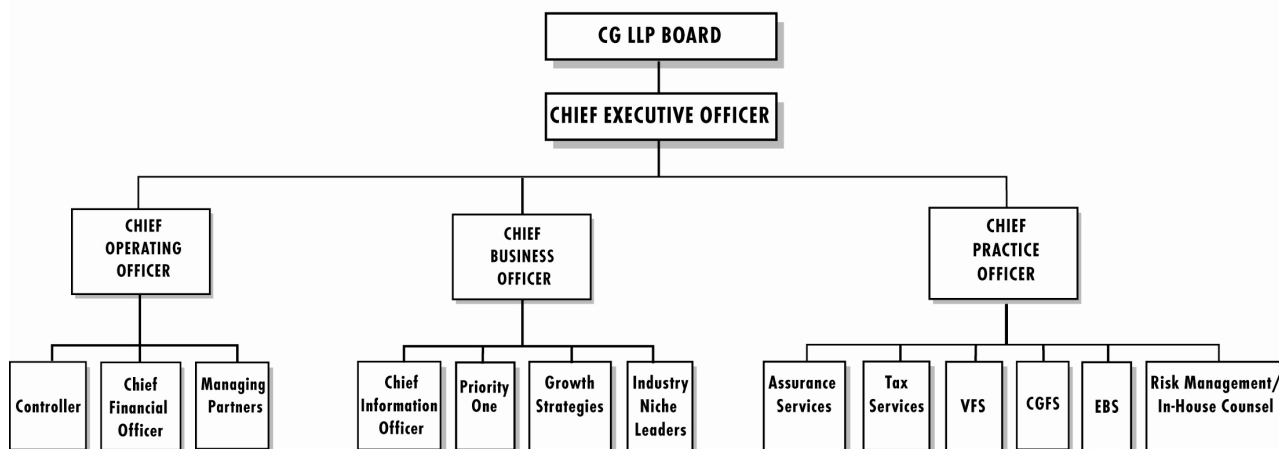 CG LLP BOARD
CHIEF EXECUTIVE OFFICER
CHIEF
OPERATING
OFFICER
CHIEF
BUSINESS
OFFICER
CHIEF
PRACTICE
OFFICER
Controller
Chief
Financial
Officer
Managing
Partners
Chief
Information
Officer
Priority
One
Growth
Strategies
Industry
Niche
Leaders
Assurance
Services
Tax
Services
VFS
CGFS
EBS
Risk Management/
In-House Counsel